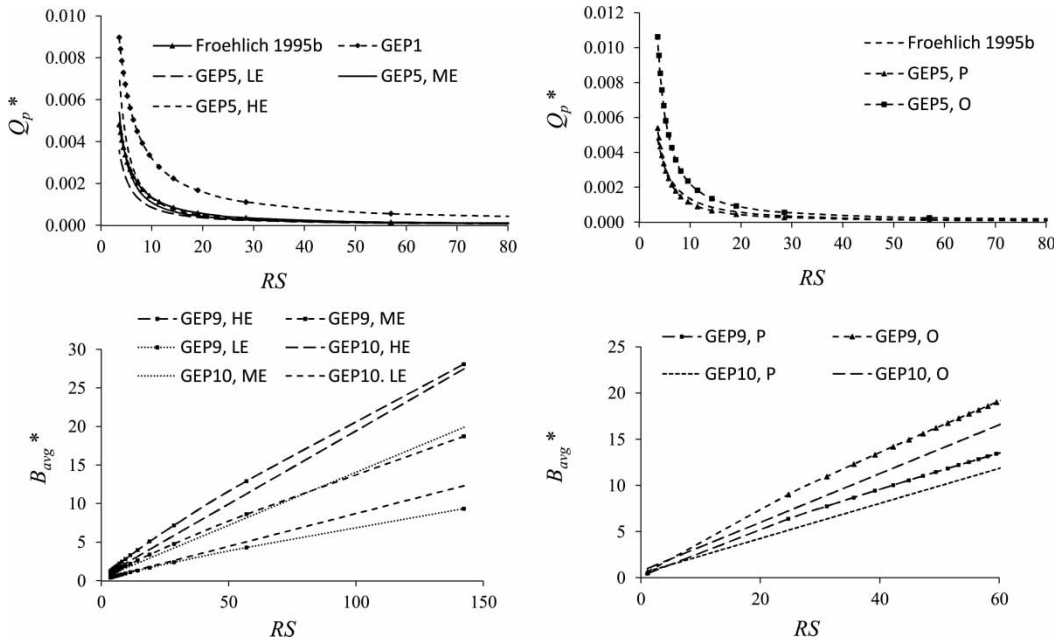 0.010
0.008
0.006
0.004
0.002
0.000
Qp*
Froehlich 1995b
GEP1
GEP5, LE
GEP5, ME
GEP5, HE
0 10 20 30 40 50 60 70 80
RS
0.012
0.010
0.008
0.006
0.004
0.002
0.000
Qp*
Froehlich 1995b
GEP5, P
GEP5, O
0 10 20 30 40 50 60 70 80
RS
GEP9, HE
GEP9, ME
GEP9, LE
GEP10, HE
GEP10, ME
GEP10. LE
30
25
20
15
10
5
0
Bavg*
0 50 100 150
RS
GEP9, P
GEP9, O
GEP10, P
GEP10, O
25
20
15
10
5
0
Bavg*
0 20 40 60
RS